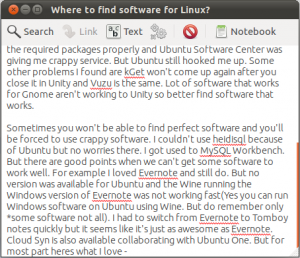 Where to find software for Linux?
Search Link Text Notebook
the required packages properly and Ubuntu Software Center was
giving me crappy service. But Ubuntu still hooked me up. Some
other problems I found are kGet won't come up again after you
close it in Unity and Vuzu is the same. Lot of software that works
for Gnome aren't working to Unity so better find software that
works.
Sometimes you won't be able to find perfect software and you'll
be forced to use crappy software. I couldn't use heidisql because
of Ubuntu but no worries there. I got used to MySQL Workbench.
But there are good points when we can't get some software to
work well. For example I loved Evernote and still do. But no
version was available for Ubuntu and the Wine running the
Windows version of Evernote was not working fast(Yes you can run
Windows software on Ubuntu using Wine. But do remember only
*some software not all). I had to switch from Evernote to Tomboy
notes quickly but it seems like it's just as awesome as Evernote.
Cloud Syn is also available collaborating with Ubuntu One. But for
most part heres what I love -